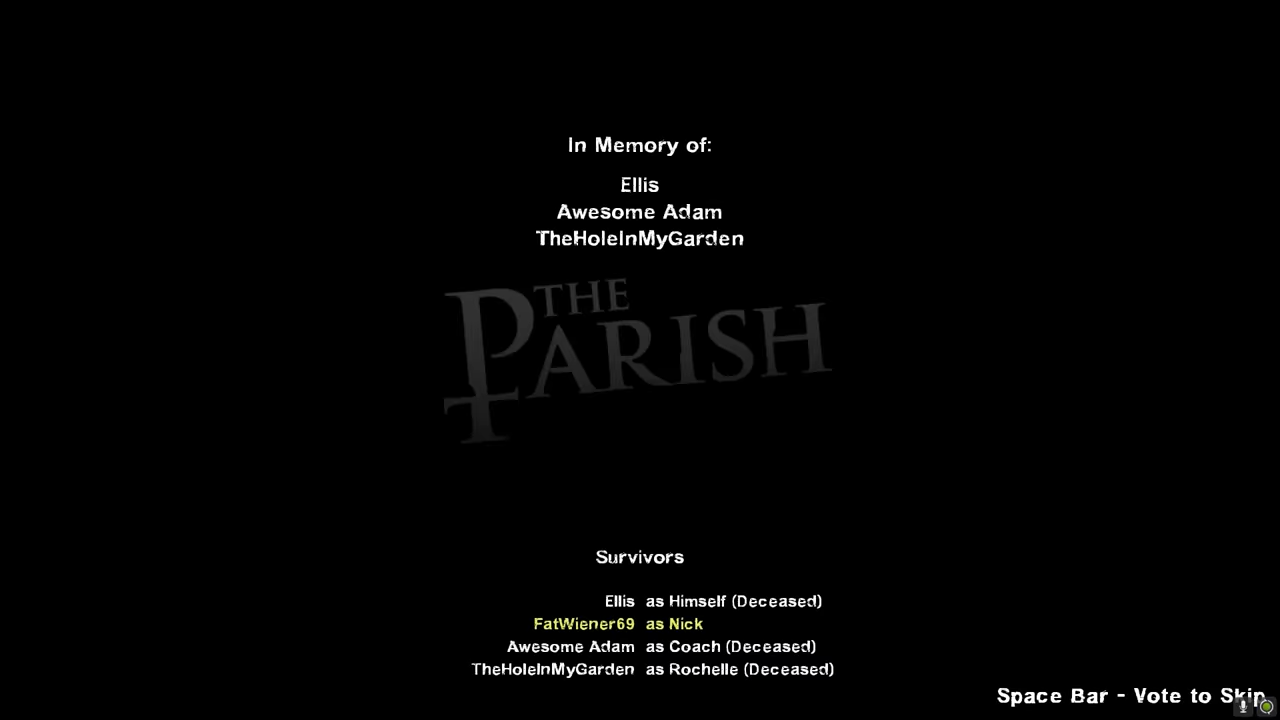 In Memory of:
Ellis
Awesome Adam
TheHoleInMyGarden
THE
PARISH
Survivors
Ellis as Himself (Deceased)
FatWiener69 as Nick
Awesome Adam as Coach (Deceased)
TheHoleInMyGarden as Rochelle (Deceased)
Space Bar - Vote to Skip